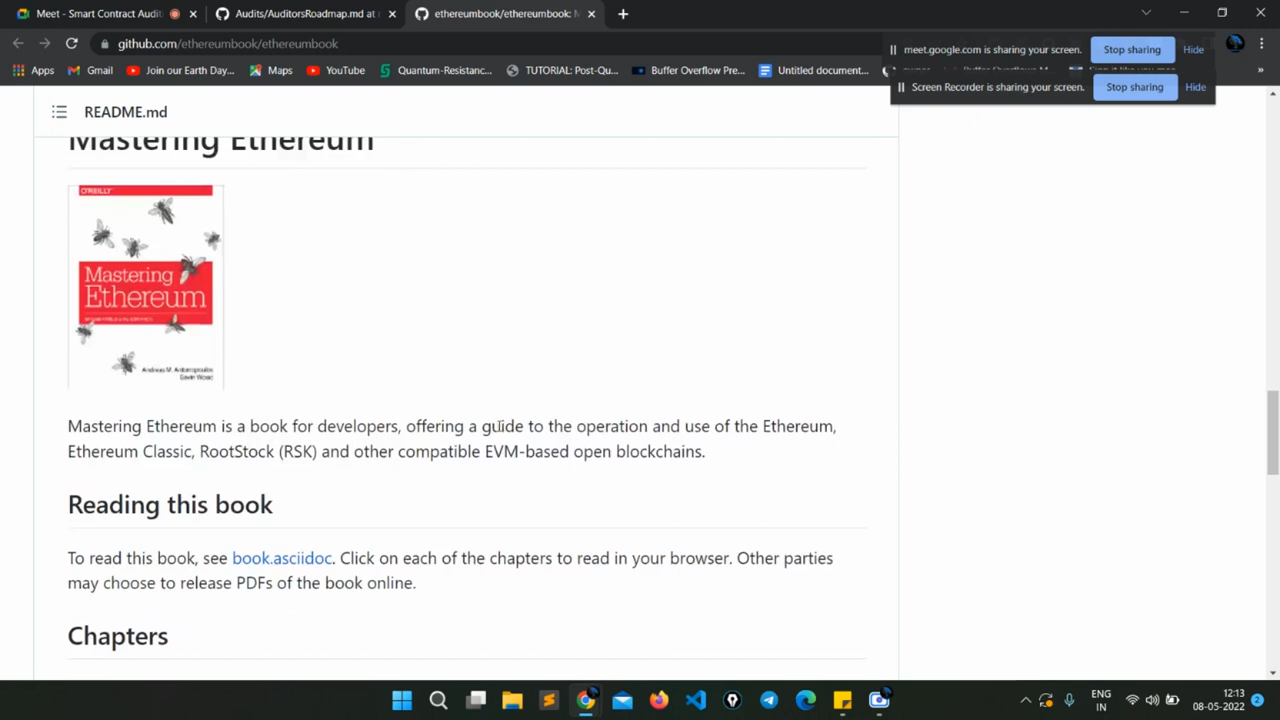 Meet - Smart Contract Audit
Audits/AuditorsRoadmap.md at
ethereumbook/ethereumbook: M
github.com/ethereumbook/ethereumbook
meet.google.com is sharing your screen.
Stop sharing
Hide
Apps
Gmail
Join our Earth Day...
Maps
YouTube
TUTORIAL: Post-Qu...
Buffer Overflow Pre...
Untitled document...
Screen Recorder is sharing your screen.
Stop sharing
Hide
README.md
Mastering Ethereum
O'REILLY
Mastering
Ethereum
Andreas M. Antonopoulos
Gavin Wood
Mastering Ethereum is a book for developers, offering a guide to the operation and use of the Ethereum,
Ethereum Classic, RootStock (RSK) and other compatible EVM-based open blockchains.
Reading this book
To read this book, see book.asciidoc. Click on each of the chapters to read in your browser. Other parties
may choose to release PDFs of the book online.
Chapters
ENG
IN
12:13
08-05-2022
2